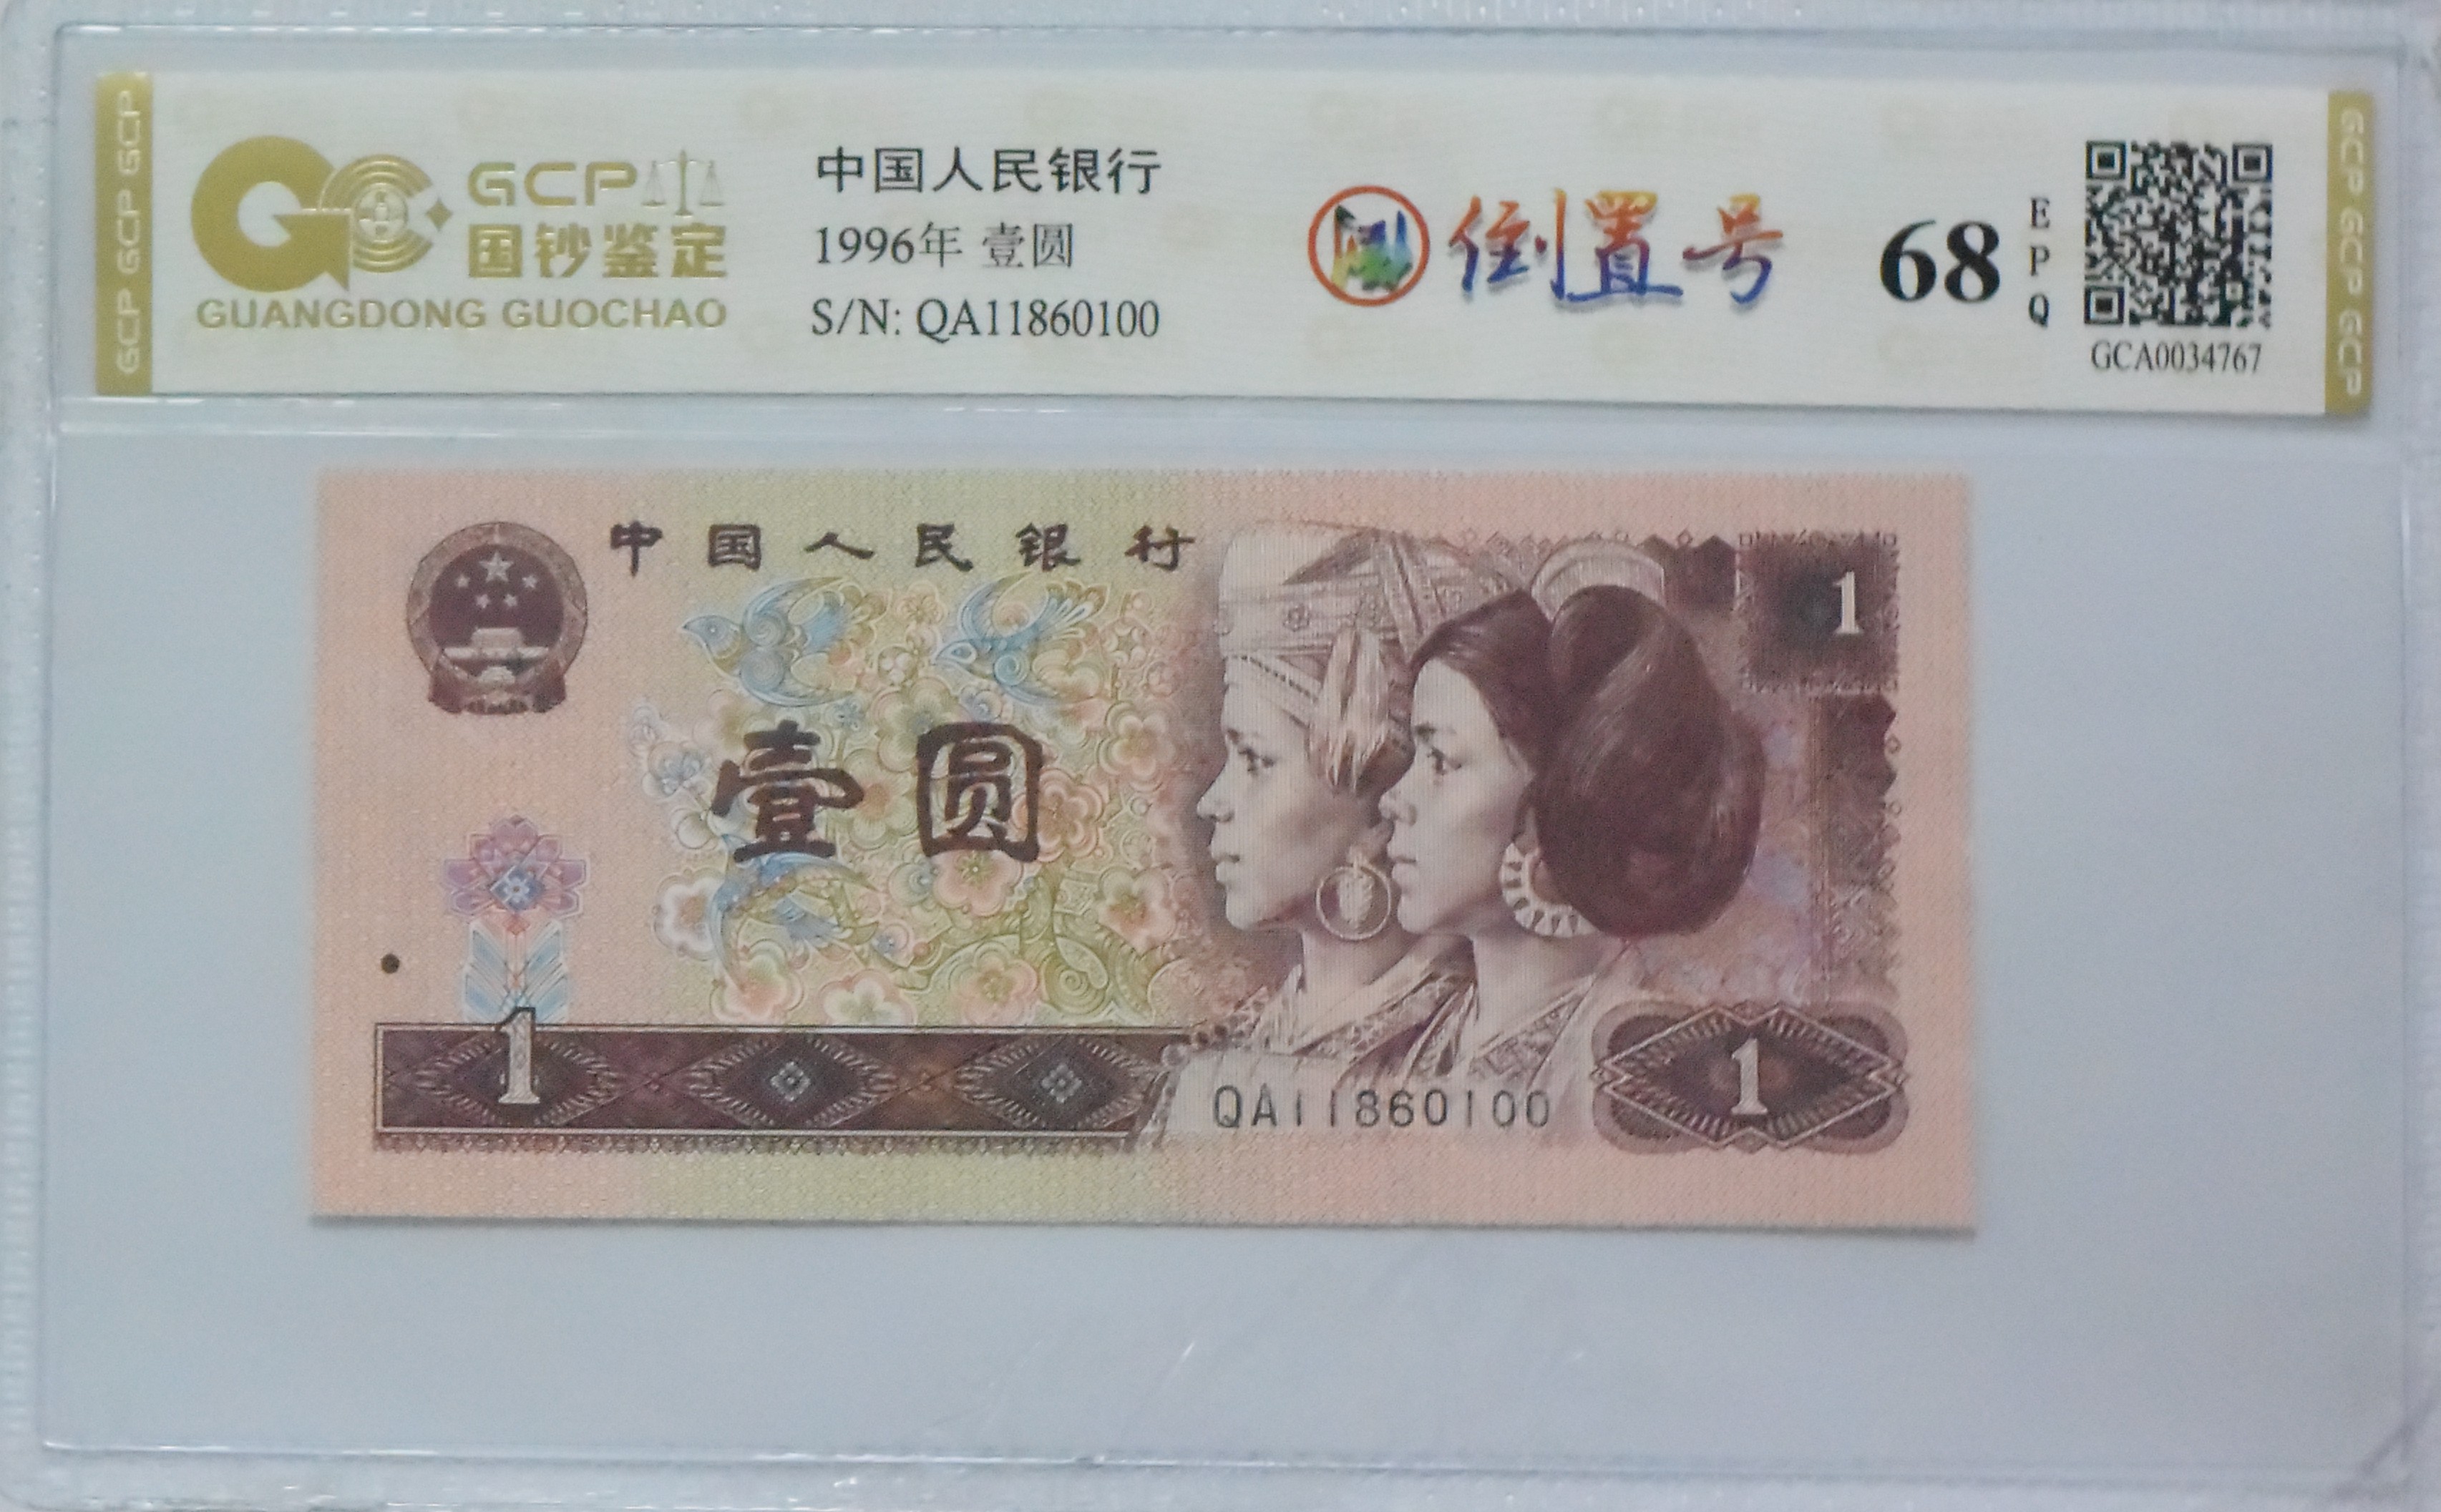 GCP GCP GCP
GCP
国钞鉴定
GUANGDONG GUOCHAO
中国人民银行
1996年 壹圆
S/N: QA11860100
倒置号
68
E
P
Q
GCA0034767
GCP GCP GCP
中国人民银行
1
壹圆
1
QA11860100
1